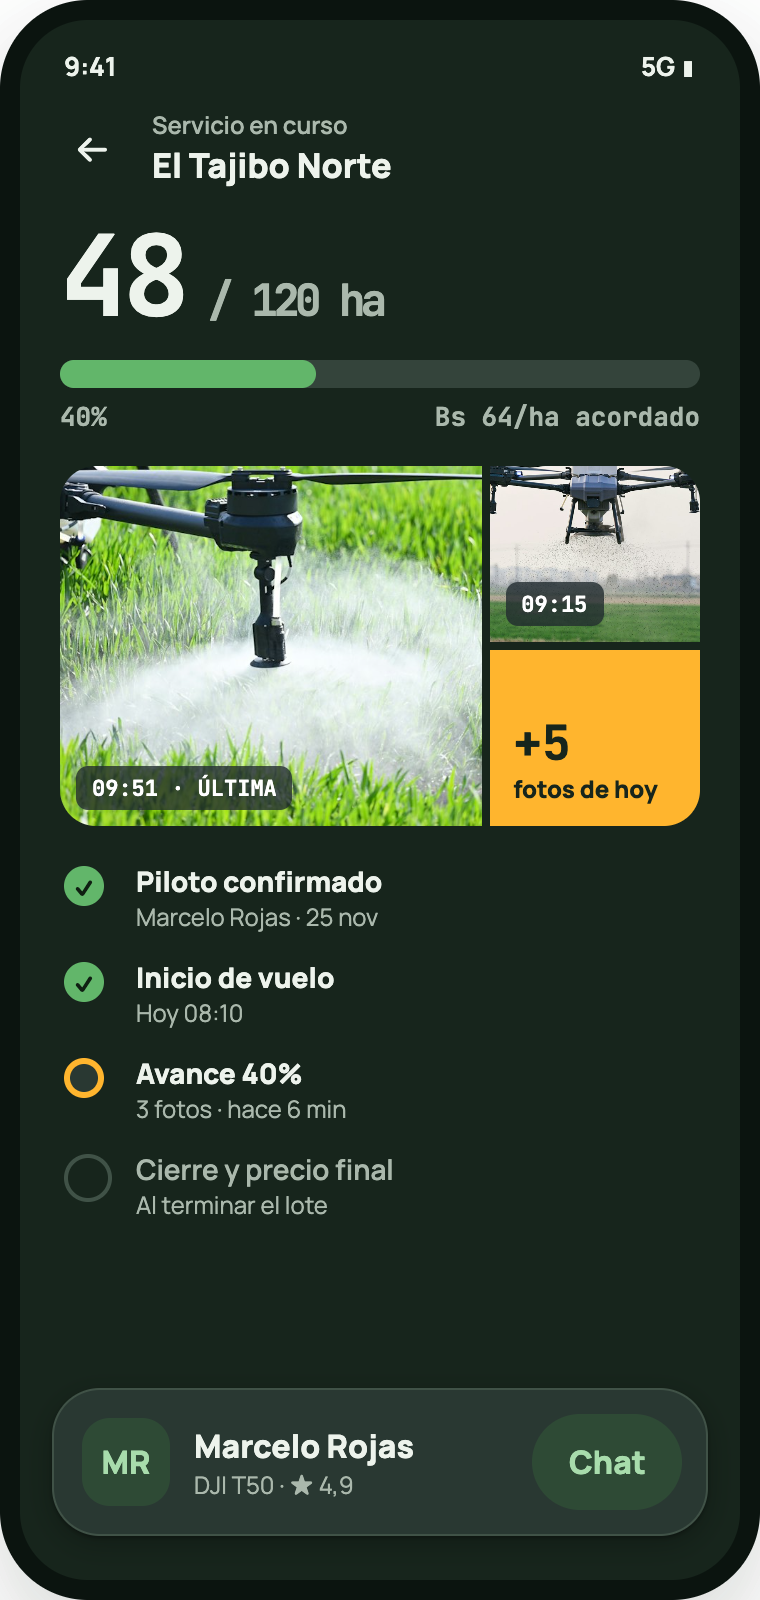 9:41
5G
Servicio en curso
El Tajibo Norte
48 / 120 ha
40%
Bs 64/ha acordado
09:15
09:51 · ÚLTIMA
+5
fotos de hoy
Piloto confirmado
Marcelo Rojas · 25 nov
Inicio de vuelo
Hoy 08:10
Avance 40%
3 fotos · hace 6 min
Cierre y precio final
Al terminar el lote
MR
Marcelo Rojas
DJI T50 · ★ 4,9
Chat